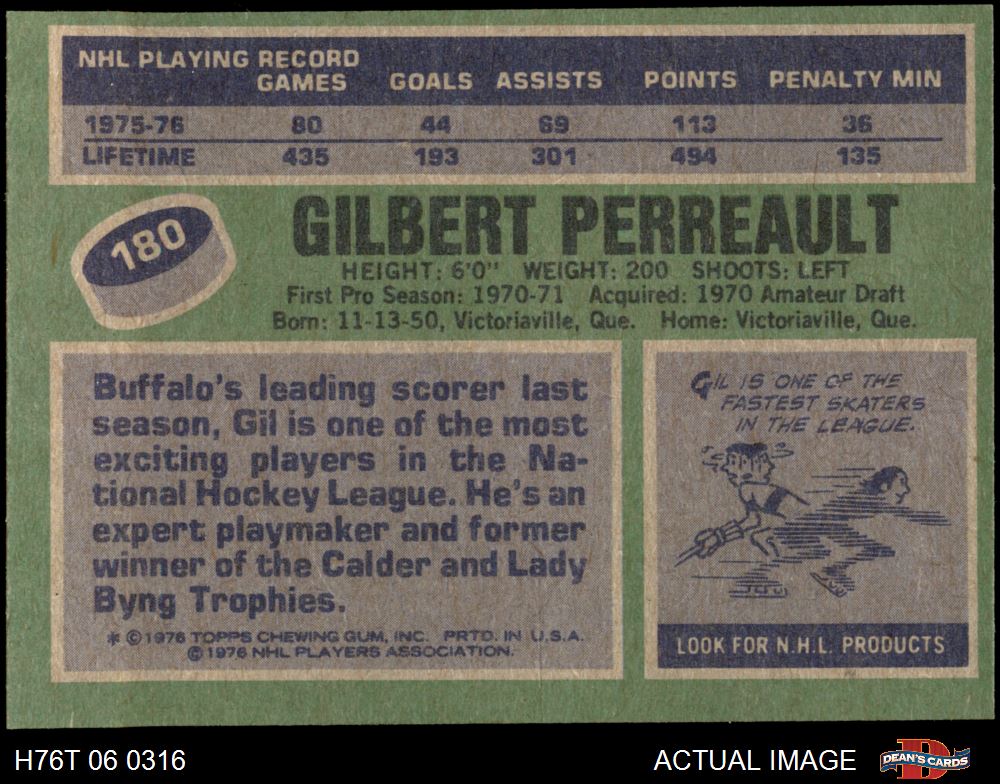 NHL PLAYING RECORD
GAMES GOALS ASSISTS POINTS PENALTY MIN
1975-76 80 44 69 113 36
LIFETIME 435 193 301 494 135
180
GILBERT PERREAULT
HEIGHT: 6'0" WEIGHT: 200 SHOOTS: LEFT
First Pro Season: 1970-71 Acquired: 1970 Amateur Draft
Born: 11-13-50, Victoriaville, Que. Home: Victoriaville, Que.
Buffalo's leading scorer last
season, Gil is one of the most
exciting players in the Na-
tional Hockey League. He's an
expert playmaker and former
winner of the Calder and Lady
Byng Trophies.
* ©1976 TOPPS CHEWING GUM, INC. PRTD. IN U.S.A.
©1976 NHL PLAYERS ASSOCIATION.
GIL IS ONE OF THE
FASTEST SKATERS
IN THE LEAGUE.
LOOK FOR N.H.L. PRODUCTS
H76T 06 0316
ACTUAL IMAGE
DEAN'S CARDS